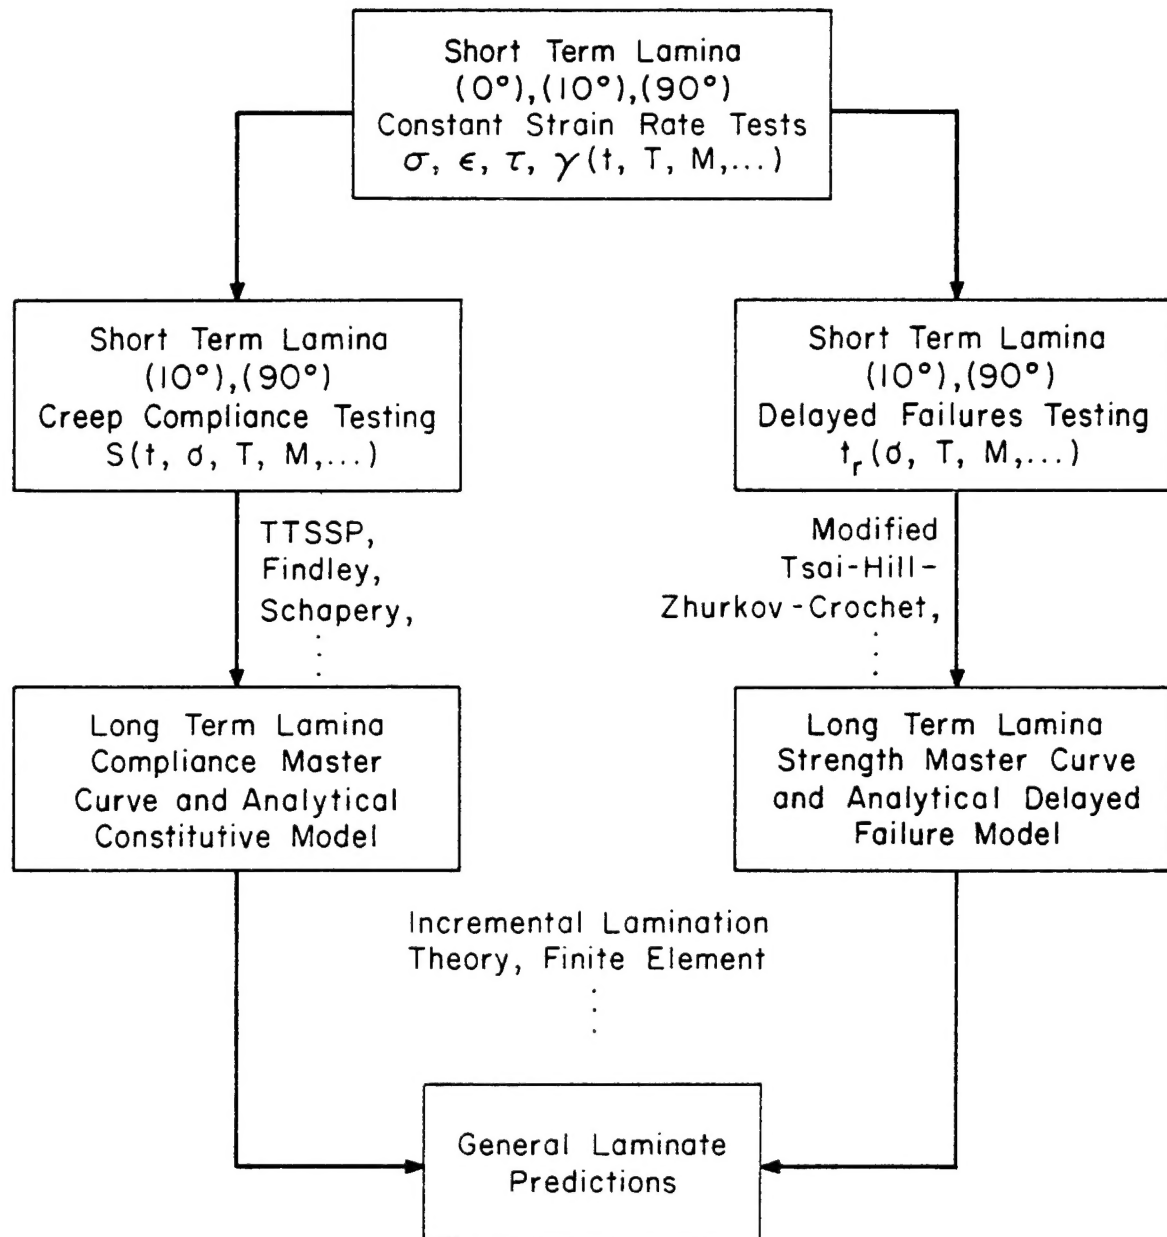 Short Term Lamina
(0°),(10°),(90°)
Constant Strain Rate Tests
σ, ϵ, τ, γ(t, T, M,...)
Short Term Lamina
(10°),(90°)
Creep Compliance Testing
S(t, σ, T, M,...)
Short Term Lamina
(10°),(90°)
Delayed Failures Testing
tᵣ(σ, T, M,...)
TTSSP,
Findley,
Schapery,
Modified
Tsai-Hill-
Zhurkov-Crochet,
Long Term Lamina
Compliance Master
Curve and Analytical
Constitutive Model
Long Term Lamina
Strength Master Curve
and Analytical Delayed
Failure Model
Incremental Lamination
Theory, Finite Element
General Laminate
Predictions